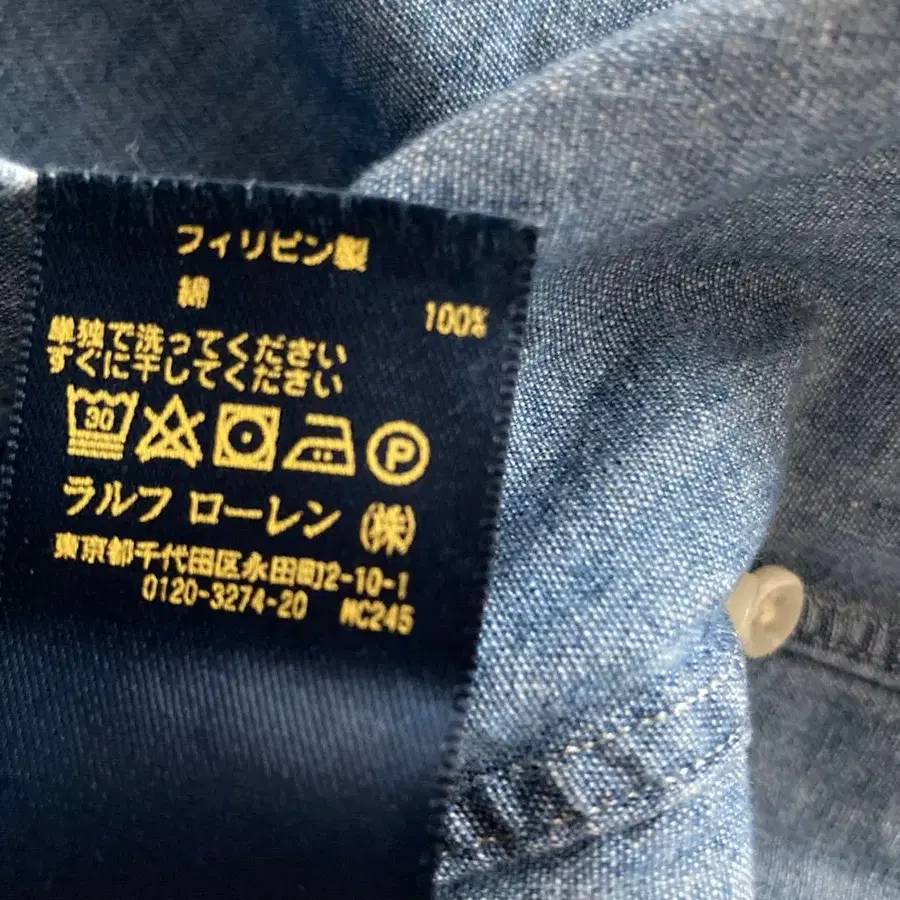 フィリピン製
綿 100%
単独で洗ってください
すぐに干してください
30 P
ラルフ ローレン (株)
東京都千代田区永田町2-10-1
0120-3274-20 MC245